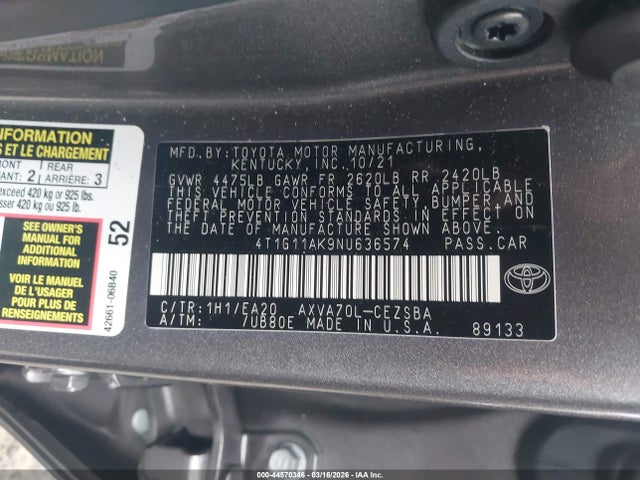 INFORMATION
S ET LE CHARGEMENT
RONT
REAR
ANT: 2
ARRIÈRE: 3
exceed 420 kg or 925 lbs.
sser 420 kg ou 925 lb.
SEE OWNER'S
MANUAL FOR
ADDITIONAL
INFORMATION
VOIR LE MANUEL
DE L'USAGER
POUR PLUS DE
RENSEIGNEMENTS
52
42661-06B40
MFD.BY:TOYOTA MOTOR MANUFACTURING,
KENTUCKY, INC. 10/21
GVWR 4475LB GAWR FR 2620LB RR 2420LB
THIS VEHICLE CONFORMS TO ALL APPLICABLE
FEDERAL MOTOR VEHICLE SAFETY, BUMPER, AND
THEFT PREVENTION STANDARDS IN EFFECT ON
THE DATE OF MANUFACTURE SHOWN ABOVE.
4T1G11AK9NU636574 PASS.CAR
C/TR:1H1/EA20 AXVA70L-CEZSBA
A/TM: 7UB80E MADE IN U.S.A. 89133
TOYOTA
000-44570346 - 03/16/2026 - IAA Inc.